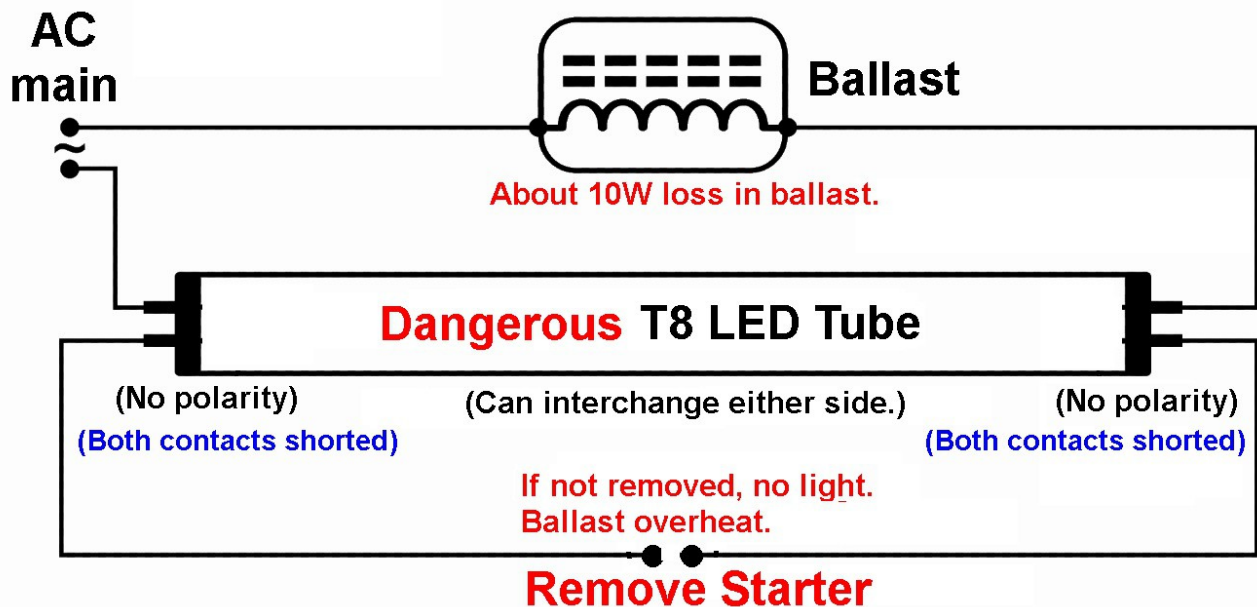 AC
main
~
Ballast
About 10W loss in ballast.
Dangerous T8 LED Tube
(No polarity)
(Can interchange either side.)
(No polarity)
(Both contacts shorted)
(Both contacts shorted)
If not removed, no light.
Ballast overheat.
Remove Starter